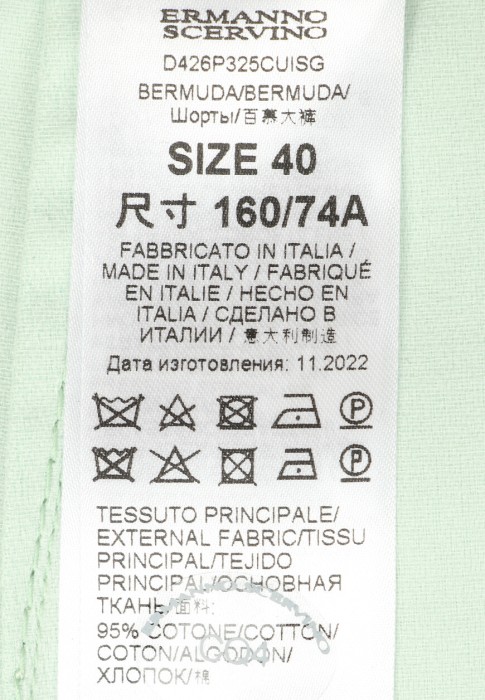 ERMANNO
SCERVINO
D426P325CUISG
BERMUDA/BERMUDA/
Шорты/百慕大裤
SIZE 40
尺寸 160/74A
FABBRICATO IN ITALIA /
MADE IN ITALY / FABRIQUÉ
EN ITALIE / HECHO EN
ITALIA / СДЕЛАНО В
ИТАЛИИ / 意大利制造
Дата изготовления: 11.2022
P
P
TESSUTO PRINCIPALE/
EXTERNAL FABRIC/TISSU
PRINCIPAL/TEJIDO
PRINCIPAL/ОСНОВНАЯ
ТКАНЬ/面料:
95% COTONE/COTTON/
COTON/ALGODON/
ХЛОПОК/棉